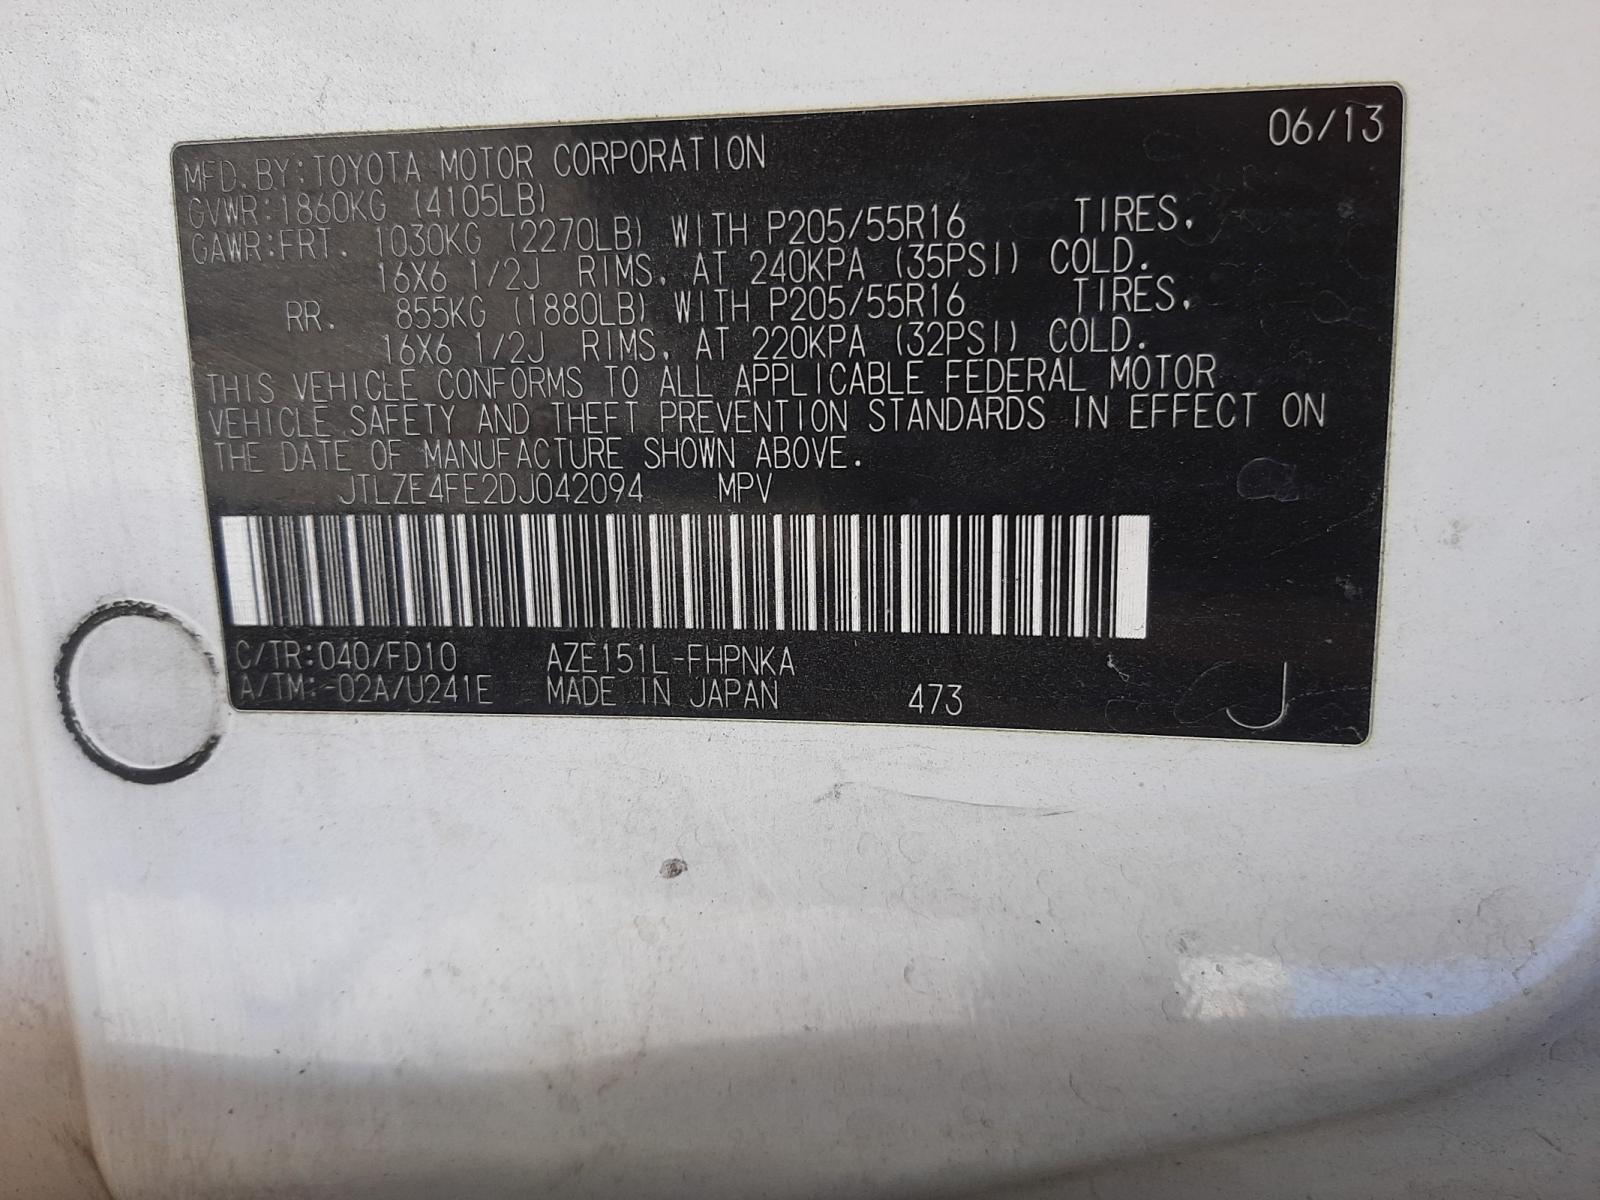 06/13
MFD. BY: TOYOTA MOTOR CORPORATION
GVWR: 1860KG (4105LB)
GAWR: FRT. 1030KG (2270LB) WITH P205/55R16 TIRES,
16X6 1/2J RIMS, AT 240KPA (35PSI) COLD.
RR. 855KG (1880LB) WITH P205/55R16 TIRES,
16X6 1/2J RIMS, AT 220KPA (32PSI) COLD.
THIS VEHICLE CONFORMS TO ALL APPLICABLE FEDERAL MOTOR
VEHICLE SAFETY AND THEFT PREVENTION STANDARDS IN EFFECT ON
THE DATE OF MANUFACTURE SHOWN ABOVE.
JTLZE4FE2DJ042094 MPV
C/TR: 040/FD10 AZE151L-FHPNKA
A/TM: -02A/U241E MADE IN JAPAN 473 J